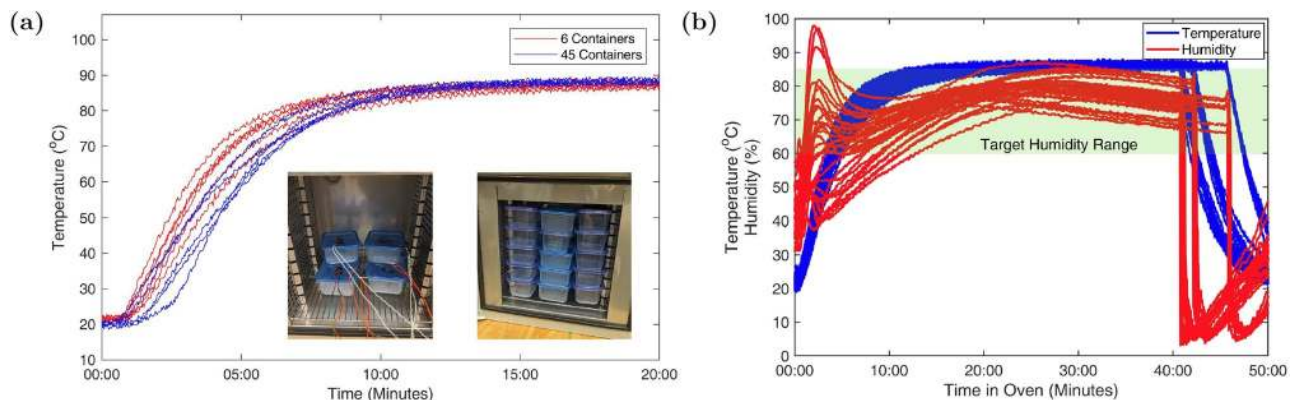 (a)
6 Containers
45 Containers
100
90
80
70
60
50
40
30
20
10
Temperature (°C)
00:00 05:00 10:00 15:00 20:00
Time (Minutes)
(b)
Temperature
Humidity
100
90
80
70
60
50
40
30
20
10
0
Temperature (°C)
Humidity (%)
Target Humidity Range
00:00 10:00 20:00 30:00 40:00 50:00
Time in Oven (Minutes)